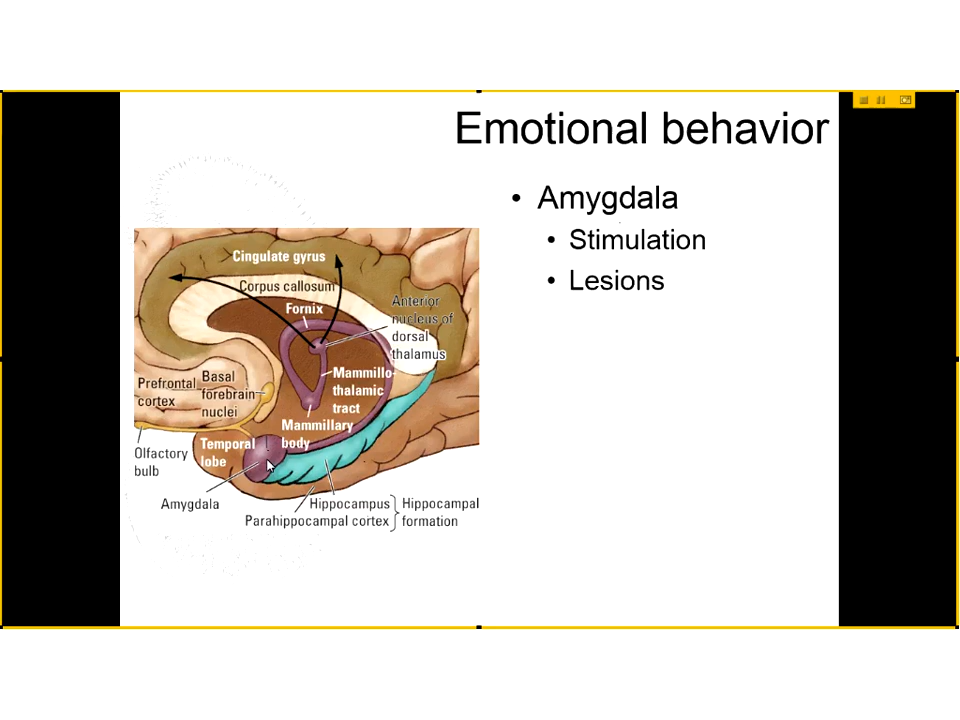 Emotional behavior
• Amygdala
• Stimulation
• Lesions
Cingulate gyrus
Corpus callosum
Fornix
Anterior
nucleus of
dorsal
thalamus
Mammillo-
thalamic
tract
Prefrontal
cortex
Basal
forebrain
nuclei
Mammillary
body
Temporal
lobe
Olfactory
bulb
Amygdala
Hippocampus
Parahippocampal cortex
Hippocampal
formation